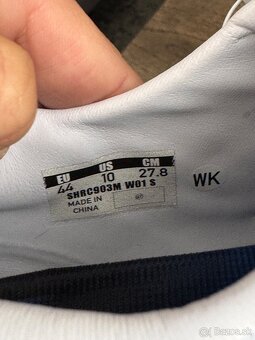 EU US CM
44 10 27.8
SHRC903M W01 S
MADE IN
CHINA
WK
Bazos.sk